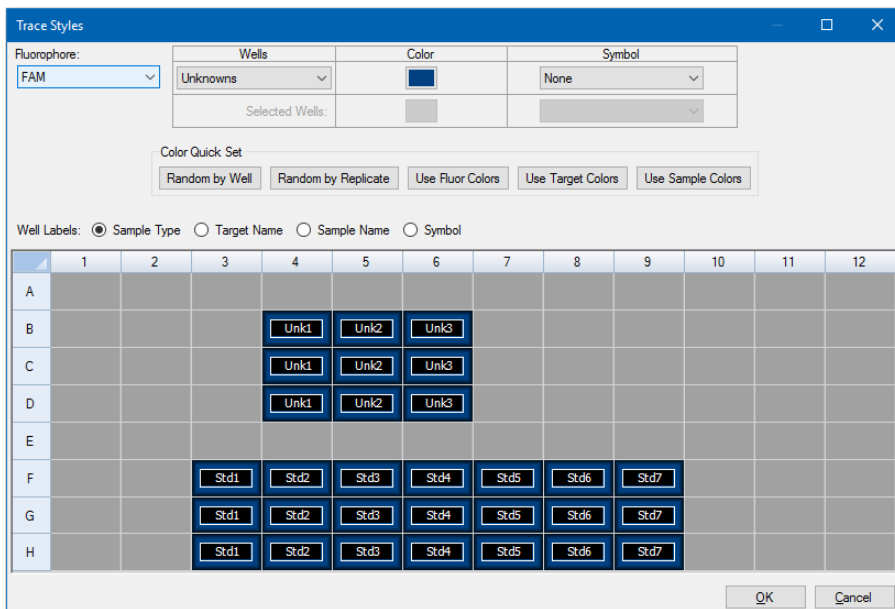 Trace Styles
Fluorophore:
FAM
Wells Color Symbol
Unknowns None
Selected Wells:
Color Quick Set
Random by Well Random by Replicate Use Fluor Colors Use Target Colors Use Sample Colors
Well Labels: Sample Type Target Name Sample Name Symbol
1 2 3 4 5 6 7 8 9 10 11 12
A
B Unk1 Unk2 Unk3
C Unk1 Unk2 Unk3
D Unk1 Unk2 Unk3
E
F Std1 Std2 Std3 Std4 Std5 Std6 Std7
G Std1 Std2 Std3 Std4 Std5 Std6 Std7
H Std1 Std2 Std3 Std4 Std5 Std6 Std7
OK Cancel